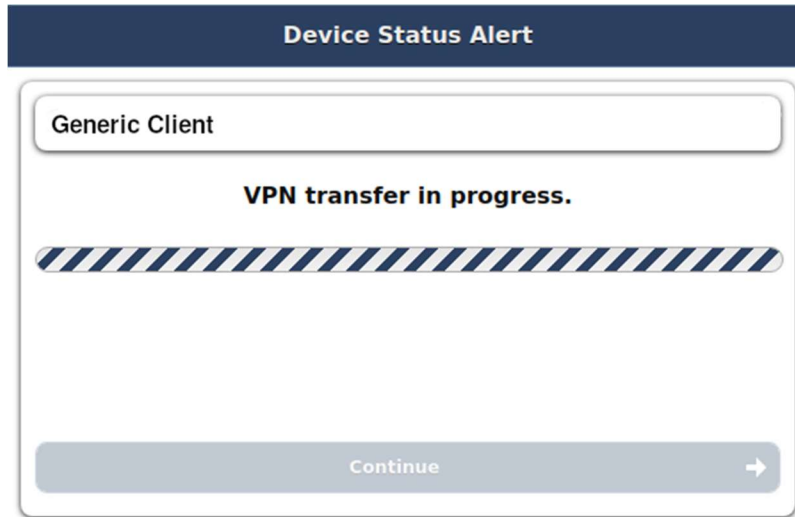 Device Status Alert
Generic Client
VPN transfer in progress.
Continue